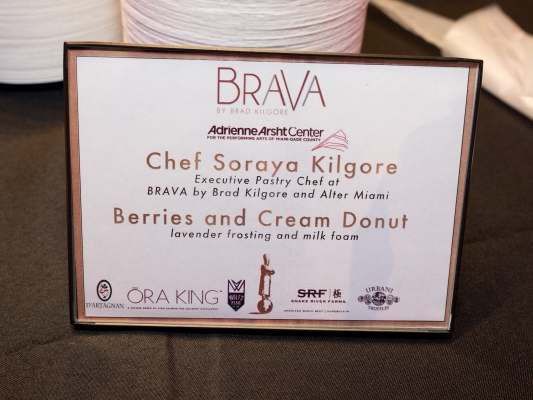 BRAVA
BY BRAD KILGORE
Adrienne Arsht Center
FOR THE PERFORMING ARTS OF MIAMI-DADE COUNTY
Chef Soraya Kilgore
Executive Pastry Chef at
BRAVA by Brad Kilgore and Alter Miami
Berries and Cream Donut
lavender frosting and milk foam
D'ARTAGNAN
ŌRA KING
SRF
SNAKE RIVER FARMS
URBANI
TRUFFLES